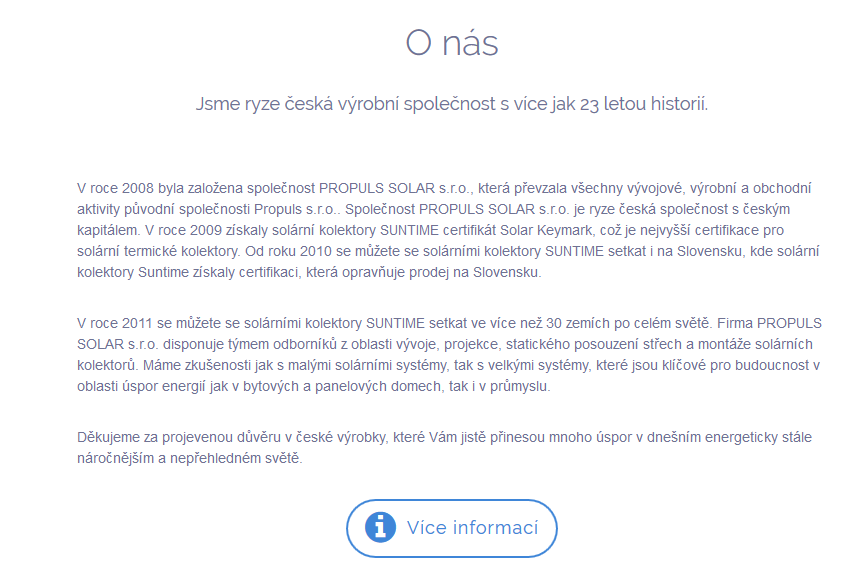 O nás
Jsme ryze česká výrobní společnost s více jak 23 letou historií.
V roce 2008 byla založena společnost PROPULS SOLAR s.r.o., která převzala všechny vývojové, výrobní a obchodní
aktivity původní společnosti Propuls s.r.o.. Společnost PROPULS SOLAR s.r.o. je ryze česká společnost s českým
kapitálem. V roce 2009 získaly solární kolektory SUNTIME certifikát Solar Keymark, což je nejvyšší certifikace pro
solární termické kolektory. Od roku 2010 se můžete se solárními kolektory SUNTIME setkat i na Slovensku, kde solární
kolektory Suntime získaly certifikaci, která opravňuje prodej na Slovensku.
V roce 2011 se můžete se solárními kolektory SUNTIME setkat ve více než 30 zemích po celém světě. Firma PROPULS
SOLAR s.r.o. disponuje týmem odborníků z oblasti vývoje, projekce, statického posouzení střech a montáže solárních
kolektorů. Máme zkušenosti jak s malými solárními systémy, tak s velkými systémy, které jsou klíčové pro budoucnost v
oblasti úspor energií jak v bytových a panelových domech, tak i v průmyslu.
Děkujeme za projevenou důvěru v české výrobky, které Vám jistě přinesou mnoho úspor v dnešním energeticky stále
náročnějším a nepřehledném světě.
Více informací